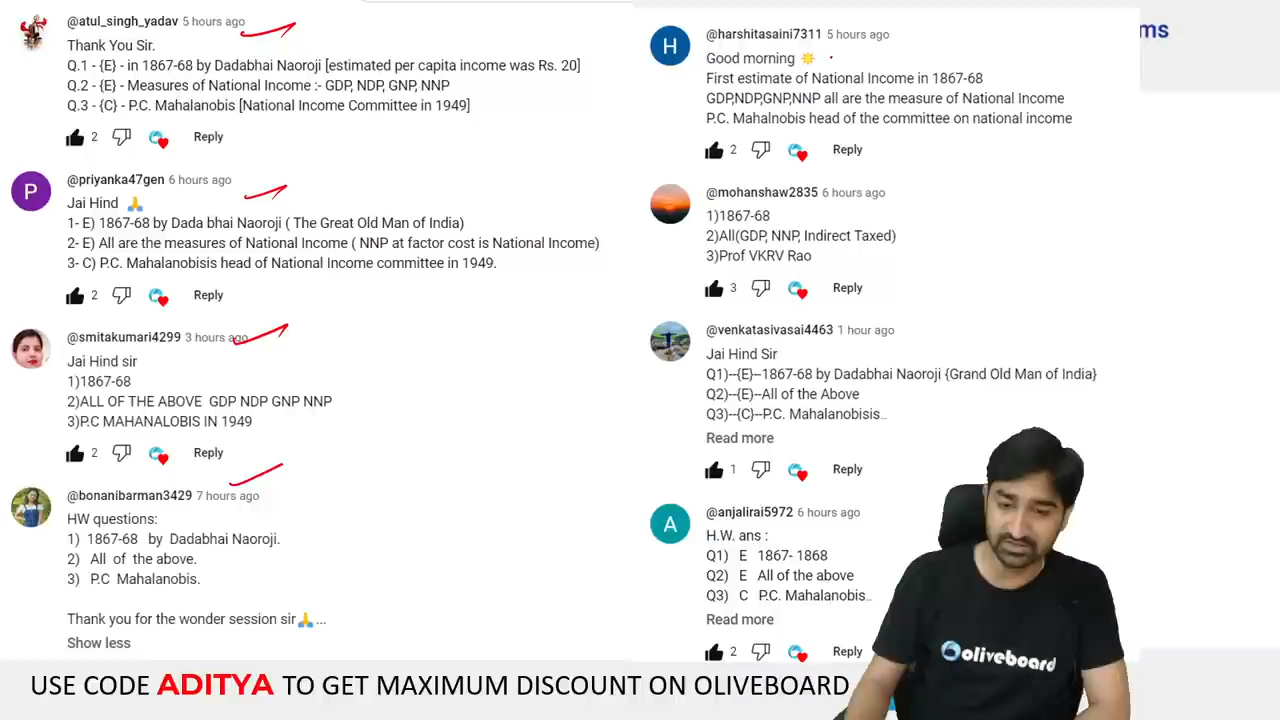 @atul_singh_yadav 5 hours ago
Thank You Sir.
Q.1 - {E} - in 1867-68 by Dadabhai Naoroji [estimated per capita income was Rs. 20]
Q.2 - {E} - Measures of National Income :- GDP, NDP, GNP, NNP
Q.3 - {C} - P.C. Mahalanobis [National Income Committee in 1949]
2 Reply
P
@priyanka47gen 6 hours ago
Jai Hind 🙏
1- E) 1867-68 by Dada bhai Naoroji ( The Great Old Man of India)
2- E) All are the measures of National Income ( NNP at factor cost is National Income)
3- C) P.C. Mahalanobisis head of National Income committee in 1949.
2 Reply
@smitakumari4299 3 hours ago
Jai Hind sir
1)1867-68
2)ALL OF THE ABOVE GDP NDP GNP NNP
3)P.C MAHANALOBIS IN 1949
2 Reply
@bonanibarman3429 7 hours ago
HW questions:
1) 1867-68 by Dadabhai Naoroji.
2) All of the above.
3) P.C Mahalanobis.
Thank you for the wonder session sir🙏...
Show less
H
@harshitasaini7311 5 hours ago
Good morning ☀️
First estimate of National Income in 1867-68
GDP,NDP,GNP,NNP all are the measure of National Income
P.C. Mahalnobis head of the committee on national income
2 Reply
@mohanshaw2835 6 hours ago
1)1867-68
2)All(GDP, NNP, Indirect Taxed)
3)Prof VKRV Rao
3 Reply
@venkatasivasai4463 1 hour ago
Jai Hind Sir
Q1)--{E}--1867-68 by Dadabhai Naoroji {Grand Old Man of India}
Q2)--{E}--All of the Above
Q3)--{C}--P.C. Mahalanobisis...
Read more
1 Reply
A
@anjalirai5972 6 hours ago
H.W. ans :
Q1) E 1867- 1868
Q2) E All of the above
Q3) C P.C. Mahalanobis...
Read more
2 Reply
ms
oliveboard
USE CODE ADITYA TO GET MAXIMUM DISCOUNT ON OLIVEBOARD